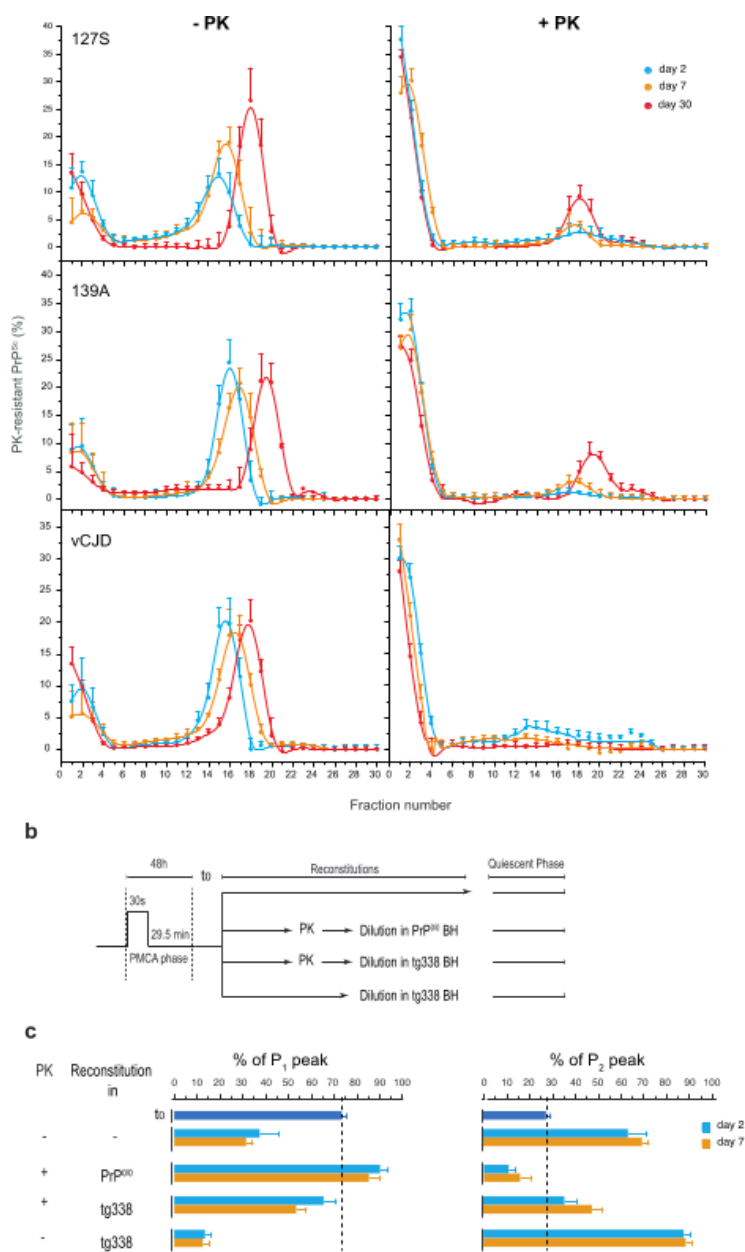 - PK
+ PK
127S
day 2
day 7
day 30
40
35
30
25
20
15
10
5
0
139A
40
35
30
25
20
15
10
5
0
PK-resistant PrPSc (%)
vCJD
35
30
25
20
15
10
5
0
0 2 4 6 8 10 12 14 16 18 20 22 24 26 28 30
0 2 4 6 8 10 12 14 16 18 20 22 24 26 28 30
Fraction number
b
48h
to
Reconstitutions
Quiescent Phase
30s
29.5 min
PMCA phase
PK
Dilution in PrP0/0 BH
PK
Dilution in tg338 BH
Dilution in tg338 BH
c
PK
Reconstitution in
% of P1 peak
% of P2 peak
0 10 20 30 40 50 60 70 80 90 100
0 10 20 30 40 50 60 70 80 90 100
to
day 2
day 7
- -
+ PrP0/0
+ tg338
- tg338